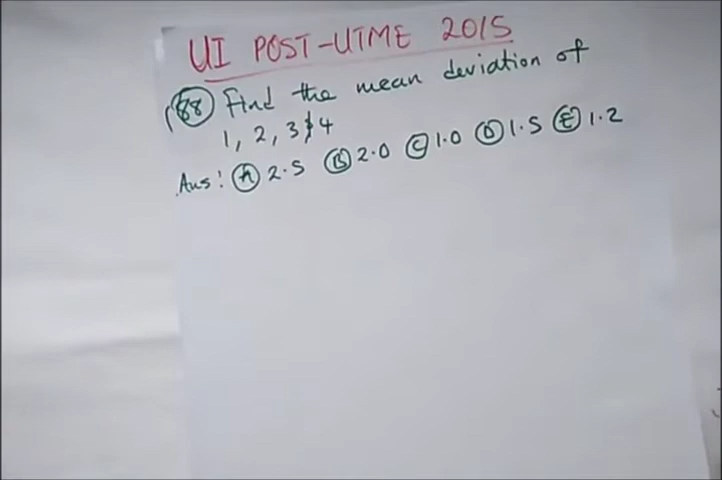 UI POST-UTME 2015
(88) Find the mean deviation of
1, 2, 3 & 4
Ans: (A) 2.5 (B) 2.0 (C) 1.0 (D) 1.5 (E) 1.2